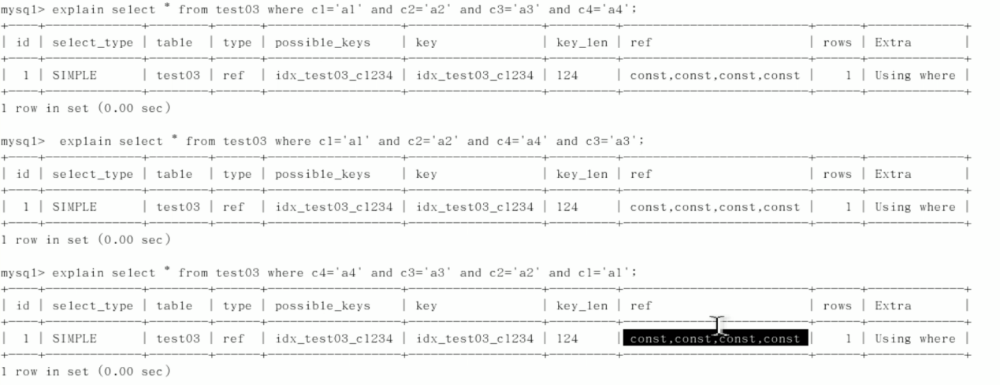 mysql> explain select * from test03 where c1='a1' and c2='a2' and c3='a3' and c4='a4';
| id | select_type | table | type | possible_keys | key | key_len | ref | rows | Extra |
| 1 | SIMPLE | test03 | ref | idx_test03_c1234 | idx_test03_c1234 | 124 | const,const,const,const | 1 | Using where |
1 row in set (0.00 sec)
mysql> explain select * from test03 where c1='a1' and c2='a2' and c4='a4' and c3='a3';
| id | select_type | table | type | possible_keys | key | key_len | ref | rows | Extra |
| 1 | SIMPLE | test03 | ref | idx_test03_c1234 | idx_test03_c1234 | 124 | const,const,const,const | 1 | Using where |
1 row in set (0.00 sec)
mysql> explain select * from test03 where c4='a4' and c3='a3' and c2='a2' and c1='a1';
| id | select_type | table | type | possible_keys | key | key_len | ref | rows | Extra |
| 1 | SIMPLE | test03 | ref | idx_test03_c1234 | idx_test03_c1234 | 124 | const,const,const,const | 1 | Using where |
1 row in set (0.00 sec)